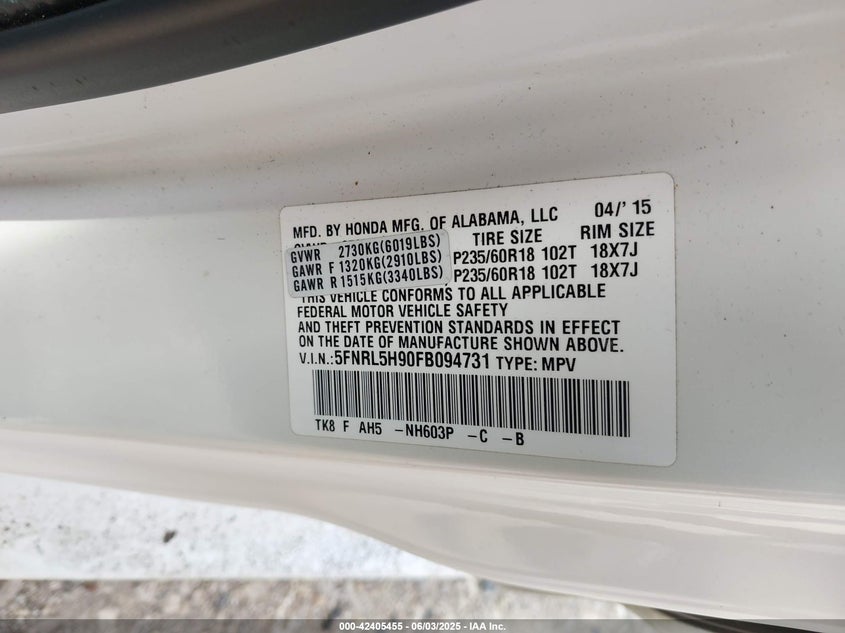 MFD. BY HONDA MFG. OF ALABAMA, LLC 04/' 15
TIRE SIZE RIM SIZE
GVWR 2730KG(6019LBS)
GAWR F 1320KG(2910LBS) P235/60R18 102T 18X7J
GAWR R 1515KG(3340LBS) P235/60R18 102T 18X7J
THIS VEHICLE CONFORMS TO ALL APPLICABLE
FEDERAL MOTOR VEHICLE SAFETY
AND THEFT PREVENTION STANDARDS IN EFFECT
ON THE DATE OF MANUFACTURE SHOWN ABOVE.
V.I.N.:5FNRL5H90FB094731 TYPE: MPV
TK8 F AH5 -NH603P -C -B
000-42405455 - 06/03/2025 - IAA Inc.